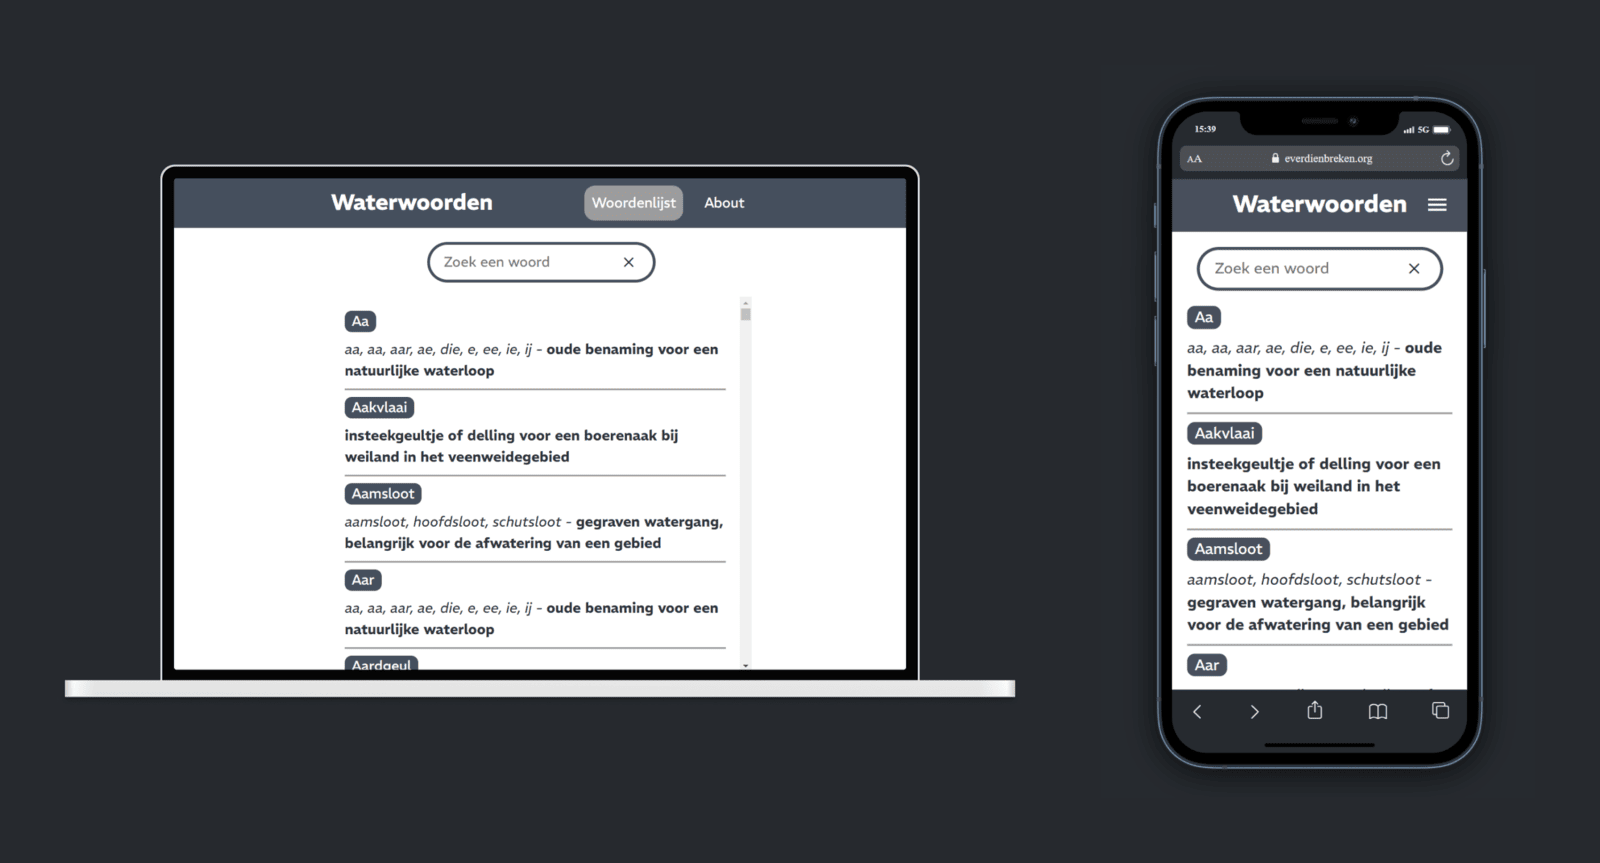 Waterwoorden
Woordenlijst
About
Zoek een woord
Aa
aa, aa, aar, ae, die, e, ee, ie, ij - oude benaming voor een
natuurlijke waterloop
Aakvlaai
insteekgeultje of delling voor een boerenaak bij
weiland in het veenweidegebied
Aamsloot
aamsloot, hoofdsloot, schutsloot - gegraven watergang,
belangrijk voor de afwatering van een gebied
Aar
aa, aa, aar, ae, die, e, ee, ie, ij - oude benaming voor een
natuurlijke waterloop
Aardgeul
15:39
5G
AA
everdienbreken.org
Waterwoorden
Zoek een woord
Aa
aa, aa, aar, ae, die, e, ee, ie, ij - oude
benaming voor een natuurlijke
waterloop
Aakvlaai
insteekgeultje of delling voor een
boerenaak bij weiland in het
veenweidegebied
Aamsloot
aamsloot, hoofdsloot, schutsloot -
gegraven watergang, belangrijk
voor de afwatering van een gebied
Aar